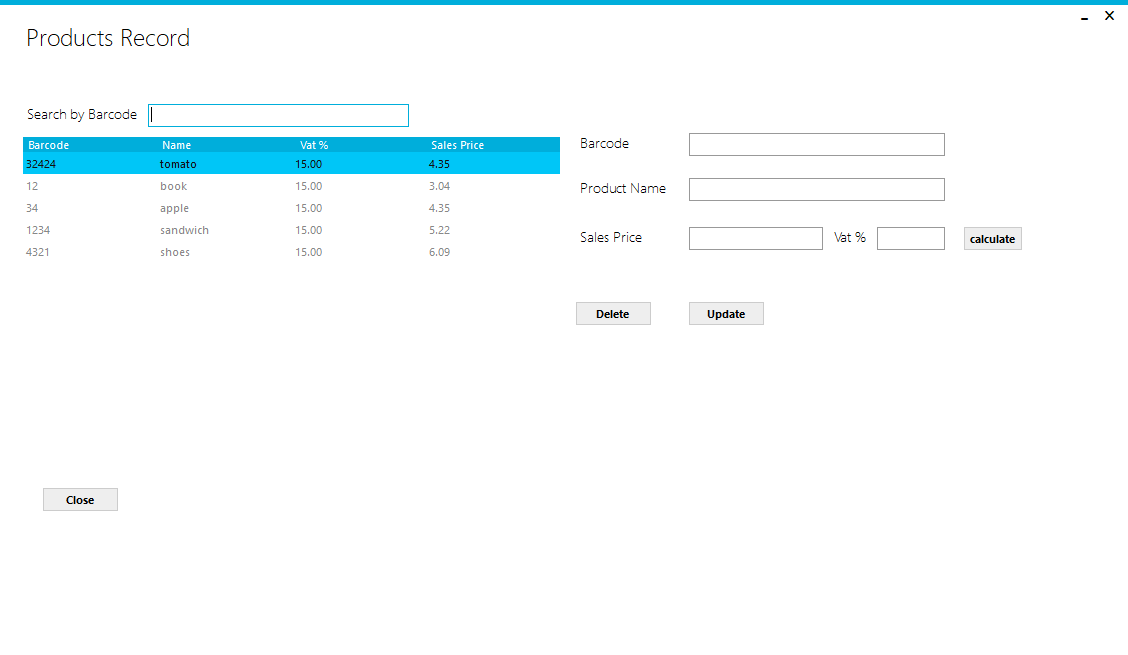 Products Record
Search by Barcode
Barcode Name Vat % Sales Price
32424 tomato 15.00 4.35
12 book 15.00 3.04
34 apple 15.00 4.35
1234 sandwich 15.00 5.22
4321 shoes 15.00 6.09
Barcode
Product Name
Sales Price Vat % calculate
Delete Update
Close